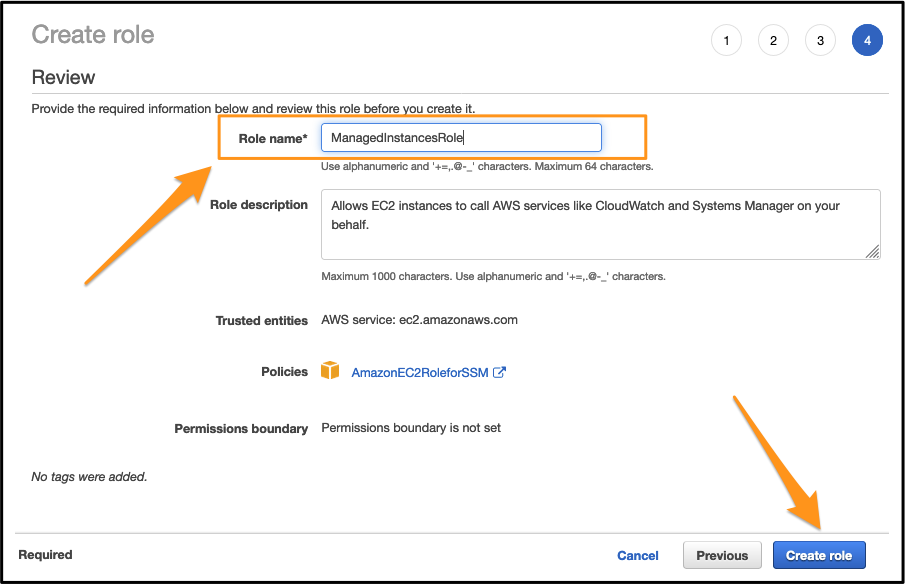 Create role
1 2 3 4
Review
Provide the required information below and review this role before you create it.
Role name* ManagedInstancesRole
Use alphanumeric and '+=,.@-_' characters. Maximum 64 characters.
Role description Allows EC2 instances to call AWS services like CloudWatch and Systems Manager on your
behalf.
Maximum 1000 characters. Use alphanumeric and '+=,.@-_' characters.
Trusted entities AWS service: ec2.amazonaws.com
Policies AmazonEC2RoleforSSM
Permissions boundary Permissions boundary is not set
No tags were added.
Required Cancel Previous Create role